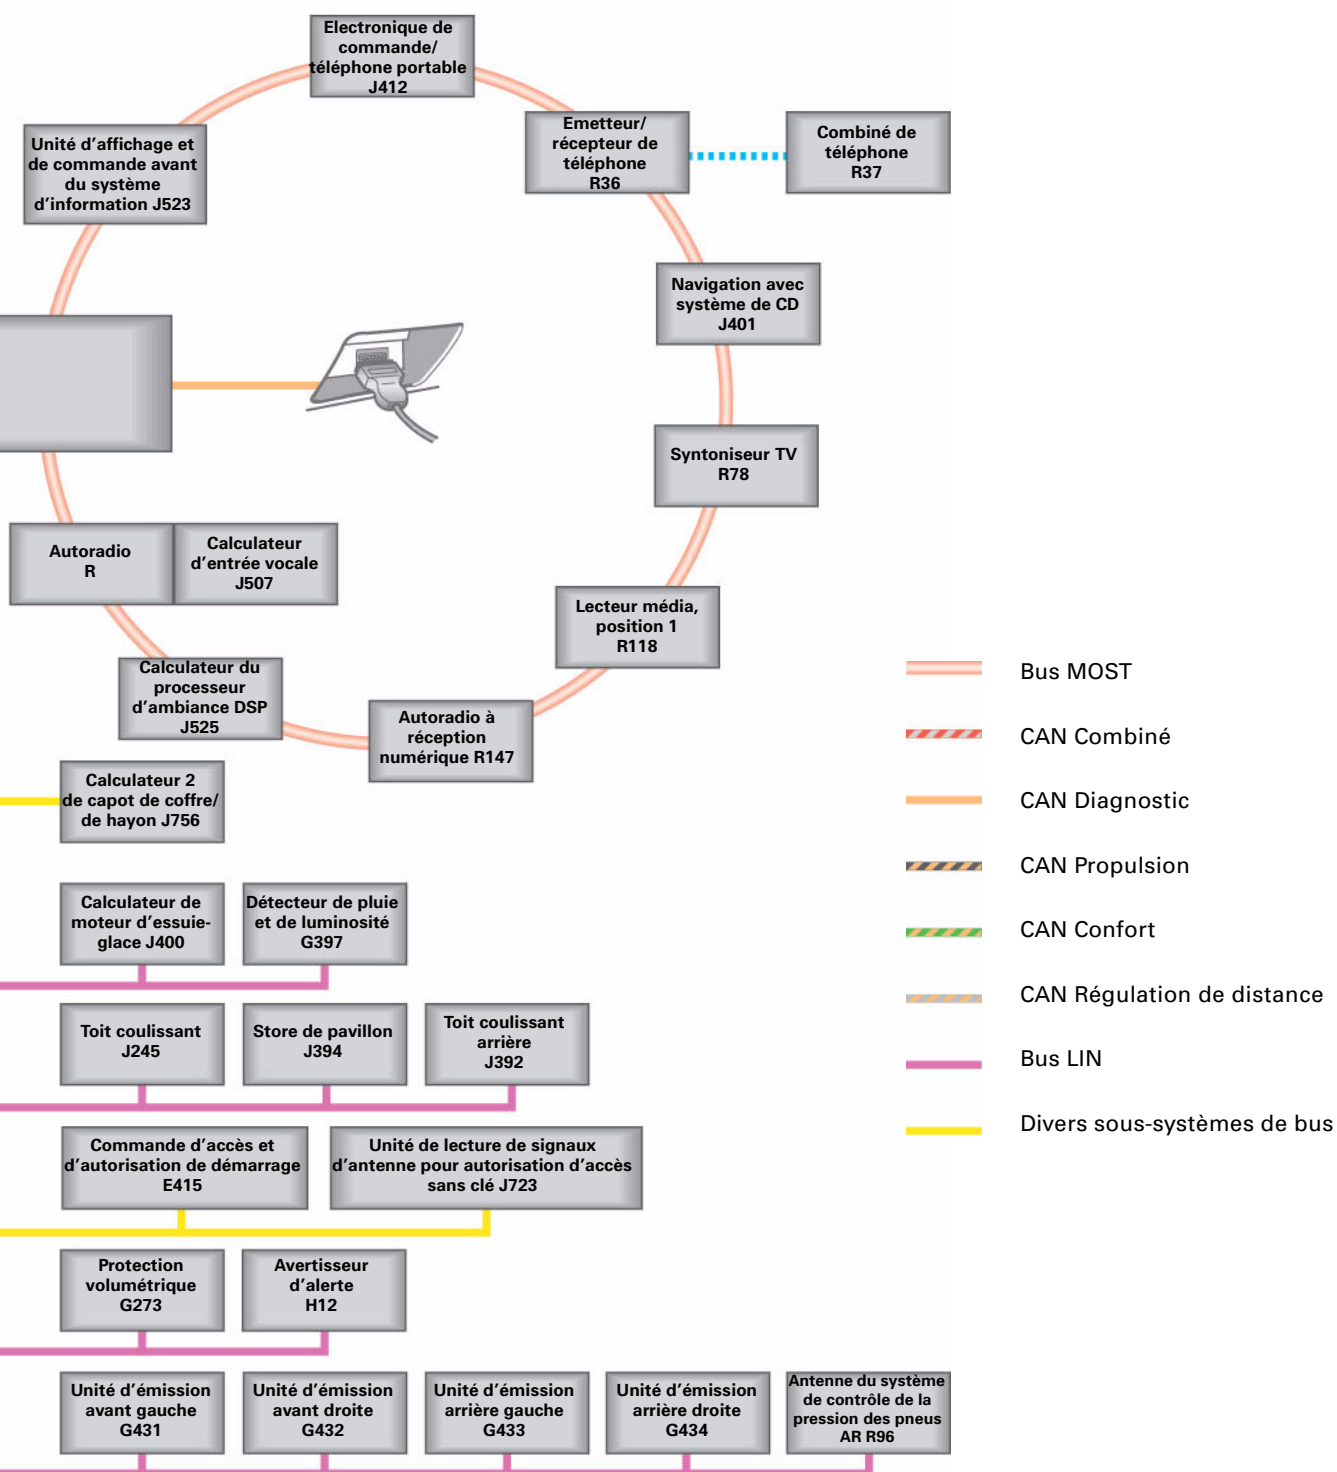 Electronique de
commande/
téléphone portable
J412
Emetteur/
récepteur de
téléphone
R36
Combiné de
téléphone
R37
Unité d'affichage et
de commande avant
du système
d'information J523
Navigation avec
système de CD
J401
Syntoniseur TV
R78
Autoradio
R
Calculateur
d'entrée vocale
J507
Lecteur média,
position 1
R118
Calculateur du
processeur
d'ambiance DSP
J525
Autoradio à
réception
numérique R147
Calculateur 2
de capot de coffre/
de hayon J756
Calculateur de
moteur d'essuie-
glace J400
Détecteur de pluie
et de luminosité
G397
Toit coulissant
J245
Store de pavillon
J394
Toit coulissant
arrière
J392
Commande d'accès et
d'autorisation de démarrage
E415
Unité de lecture de signaux
d'antenne pour autorisation d'accès
sans clé J723
Protection
volumétrique
G273
Avertisseur
d'alerte
H12
Unité d'émission
avant gauche
G431
Unité d'émission
avant droite
G432
Unité d'émission
arrière gauche
G433
Unité d'émission
arrière droite
G434
Antenne du système
de contrôle de la
pression des pneus
AR R96
Bus MOST
CAN Combiné
CAN Diagnostic
CAN Propulsion
CAN Confort
CAN Régulation de distance
Bus LIN
Divers sous-systèmes de bus